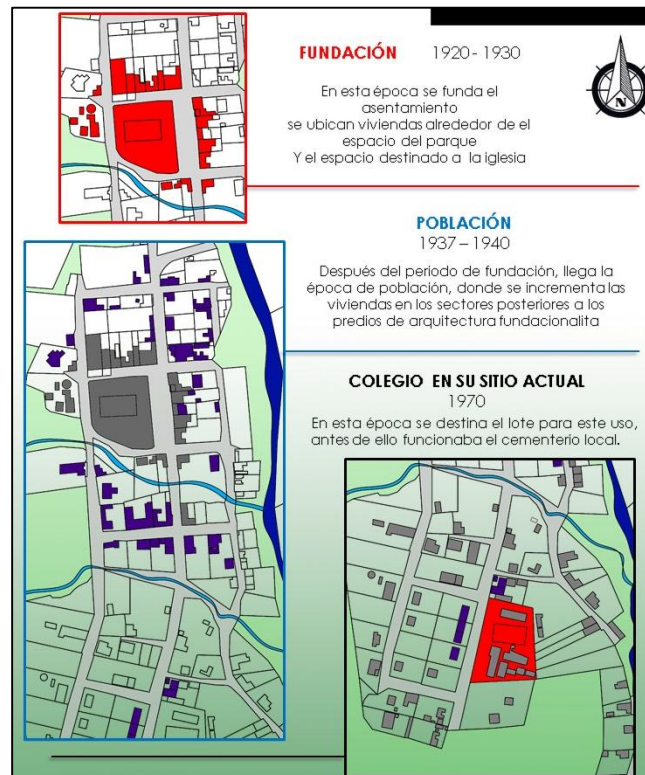 FUNDACIÓN 1920 - 1930
En esta época se funda el
asentamiento
se ubican viviendas alrededor de el
espacio del parque
Y el espacio destinado a la iglesia
N
POBLACIÓN
1937 – 1940
Después del periodo de fundación, llega la
época de población, donde se incrementa las
viviendas en los sectores posteriores a los
predios de arquitectura fundacionalita
COLEGIO EN SU SITIO ACTUAL
1970
En esta época se destina el lote para este uso,
antes de ello funcionaba el cementerio local.